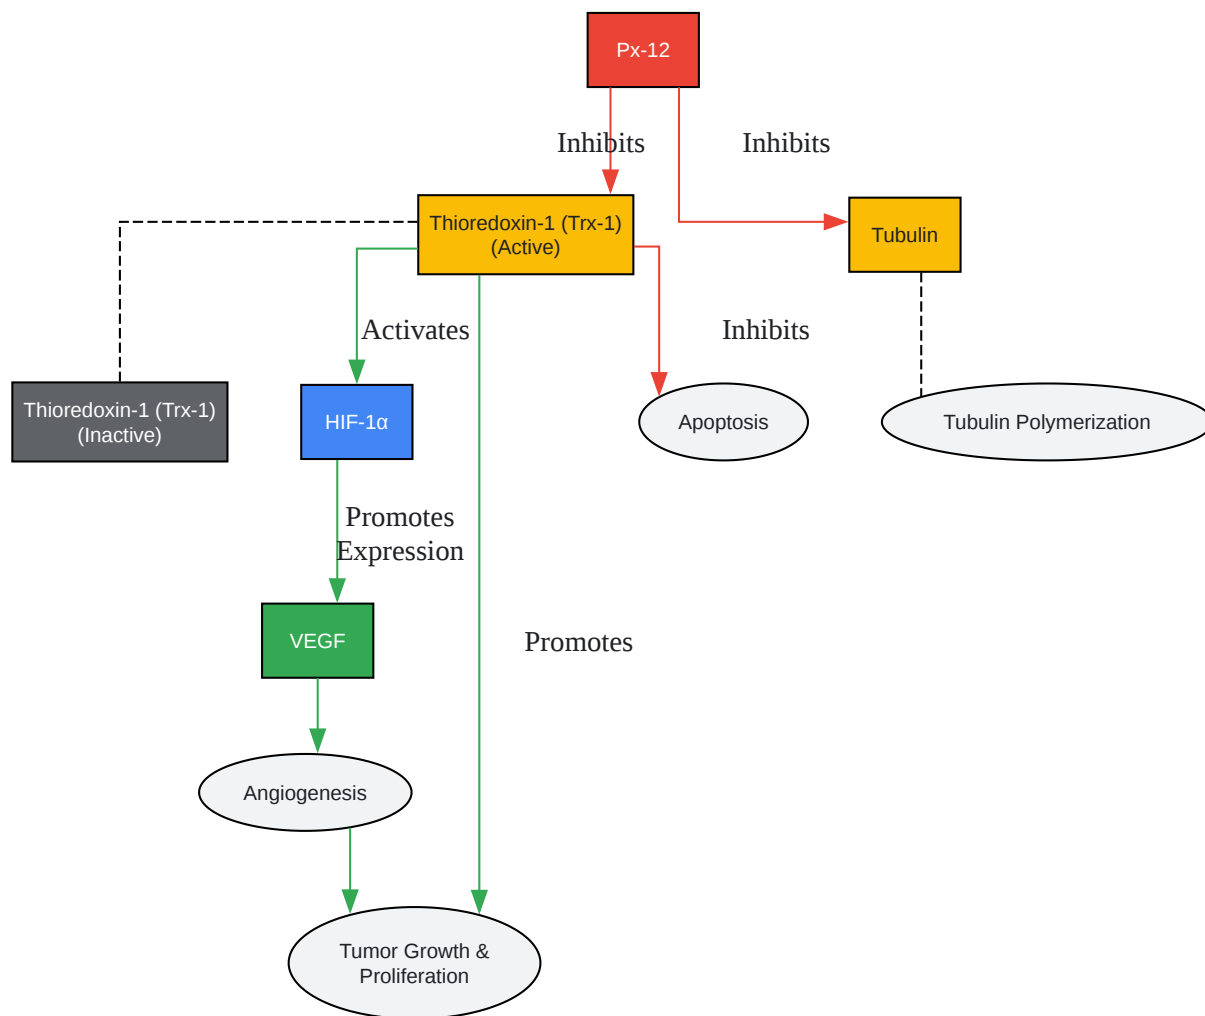 Px-12
Inhibits
Inhibits
Thioredoxin-1 (Trx-1)
(Active)
Tubulin
Activates
Inhibits
Thioredoxin-1 (Trx-1)
(Inactive)
HIF-1α
Apoptosis
Tubulin Polymerization
Promotes
Expression
VEGF
Promotes
Angiogenesis
Tumor Growth &
Proliferation